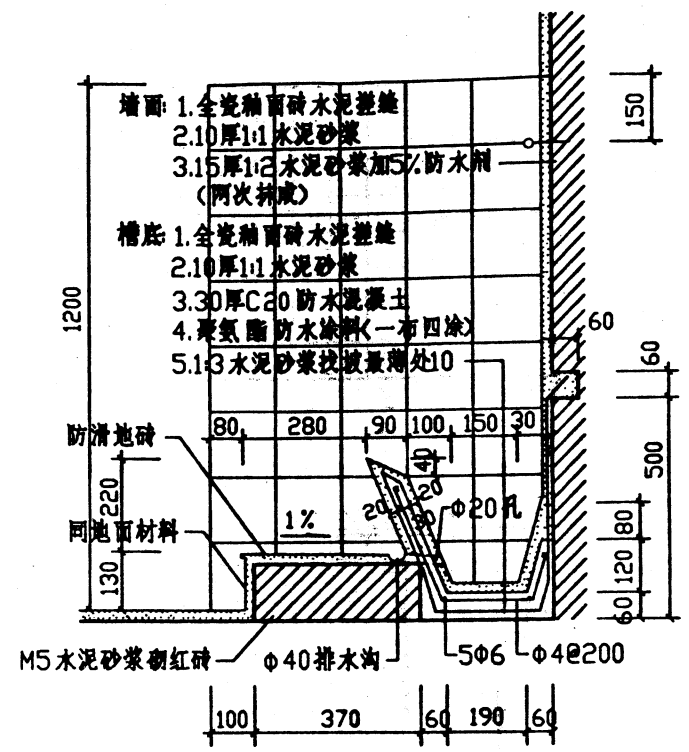 墙面: 1.全瓷釉面砖水泥搓缝
2.10厚1:1水泥砂浆
3.15厚1:2水泥砂浆加5%防水剂
(两次抹成)
槽底: 1.全瓷釉面砖水泥搓缝
2.10厚1:1水泥砂浆
3.30厚C20防水混凝土
4.聚氨酯防水涂料(一布四涂)
5.1:3水泥砂浆找坡最薄处10
150
1200
60
60
500
80
120
60
防滑地砖
80 280 90 100 150 30
40
20
20
30
Φ20孔
220
同地面材料
1%
130
M5水泥砂浆砌红砖
Φ40排水沟
5Φ6
Φ4@200
100 370 60 190 60